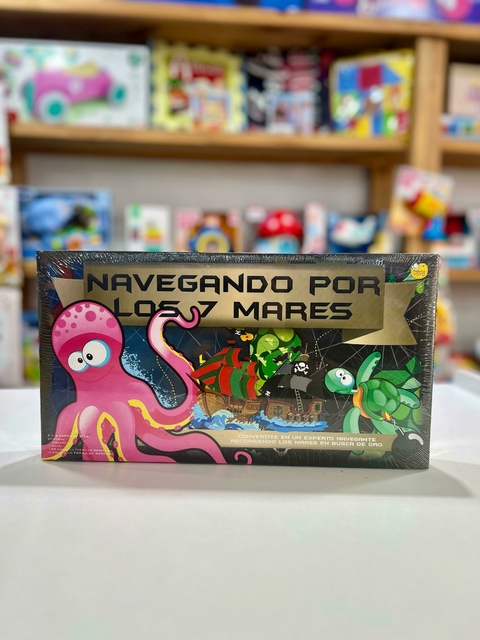 NAVEGANDO POR
LOS 7 MARES
CONVERTITE EN UN EXPERTO NAVEGANTE
RECORRIENDO LOS MARES EN BUSCA DE ORO